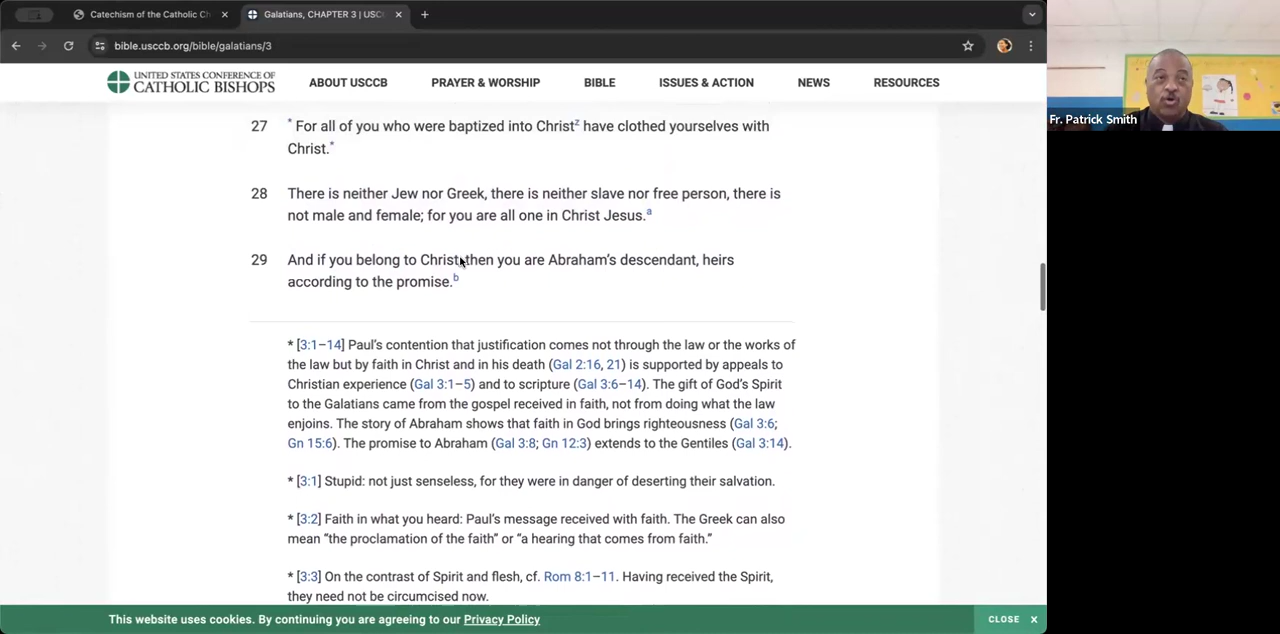 Catechism of the Catholic Ch
Galatians, CHAPTER 3 | USC
bible.usccb.org/bible/galatians/3
UNITED STATES CONFERENCE OF
CATHOLIC BISHOPS
ABOUT USCCB
PRAYER & WORSHIP
BIBLE
ISSUES & ACTION
NEWS
RESOURCES
Fr. Patrick Smith
27 * For all of you who were baptized into Christz have clothed yourselves with
Christ.*
28 There is neither Jew nor Greek, there is neither slave nor free person, there is
not male and female; for you are all one in Christ Jesus.a
29 And if you belong to Christ, then you are Abraham’s descendant, heirs
according to the promise.b
* [3:1–14] Paul’s contention that justification comes not through the law or the works of
the law but by faith in Christ and in his death (Gal 2:16, 21) is supported by appeals to
Christian experience (Gal 3:1–5) and to scripture (Gal 3:6–14). The gift of God’s Spirit
to the Galatians came from the gospel received in faith, not from doing what the law
enjoins. The story of Abraham shows that faith in God brings righteousness (Gal 3:6;
Gn 15:6). The promise to Abraham (Gal 3:8; Gn 12:3) extends to the Gentiles (Gal 3:14).
* [3:1] Stupid: not just senseless, for they were in danger of deserting their salvation.
* [3:2] Faith in what you heard: Paul’s message received with faith. The Greek can also
mean “the proclamation of the faith” or “a hearing that comes from faith.”
* [3:3] On the contrast of Spirit and flesh, cf. Rom 8:1–11. Having received the Spirit,
they need not be circumcised now.
This website uses cookies. By continuing you are agreeing to our Privacy Policy
CLOSE x